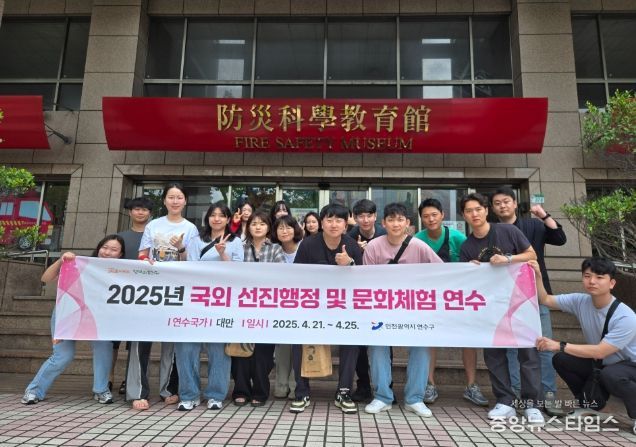 防災科學教育館
FIRE SAFETY MUSEUM
2025년 국외 선진행정 및 문화체험 연수
I 연수국가 I 대만 I 일시 I 2025. 4. 21. ~ 4. 25.
인천광역시 연수구
세상을 보는 발 빠른 뉴스
중앙뉴스타임스